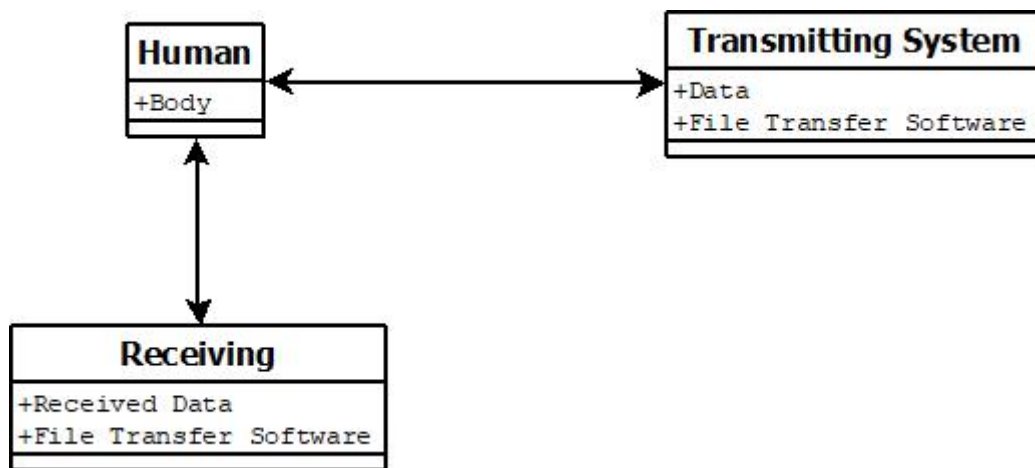 Human
+Body
Transmitting System
+Data
+File Transfer Software
Receiving
+Received Data
+File Transfer Software